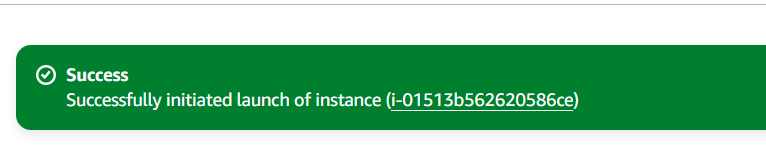 Success
Successfully initiated launch of instance (i-01513b562620586ce)